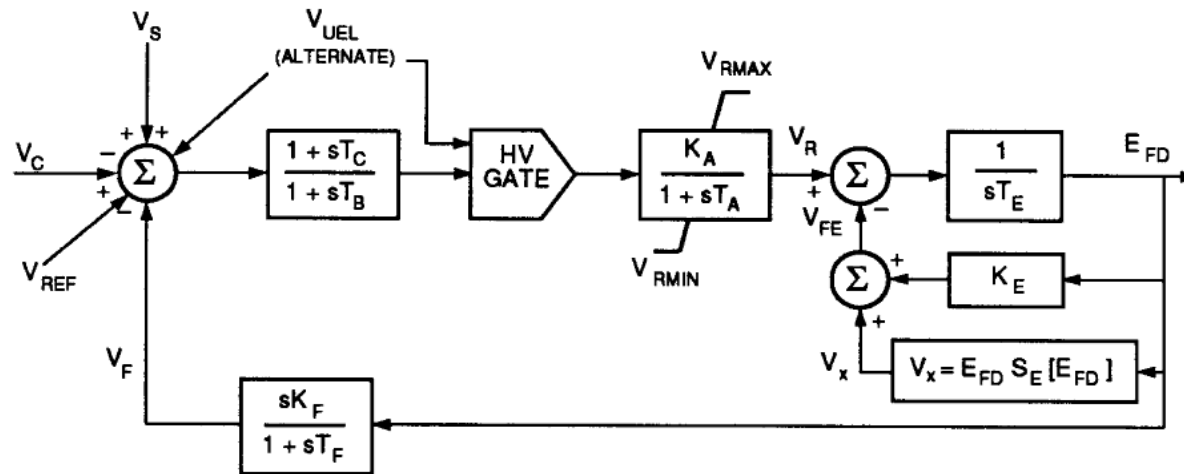 V_S
V_UEL
(ALTERNATE)
V_RMAX
V_C
- + +
Σ
+ -
V_REF
1 + sT_C
1 + sT_B
HV
GATE
K_A
1 + sT_A
V_RMIN
V_R
+
Σ
-
V_FE
1
sT_E
E_FD
Σ
+
+
K_E
V_x
V_x = E_FD S_E [E_FD]
V_F
sK_F
1 + sT_F